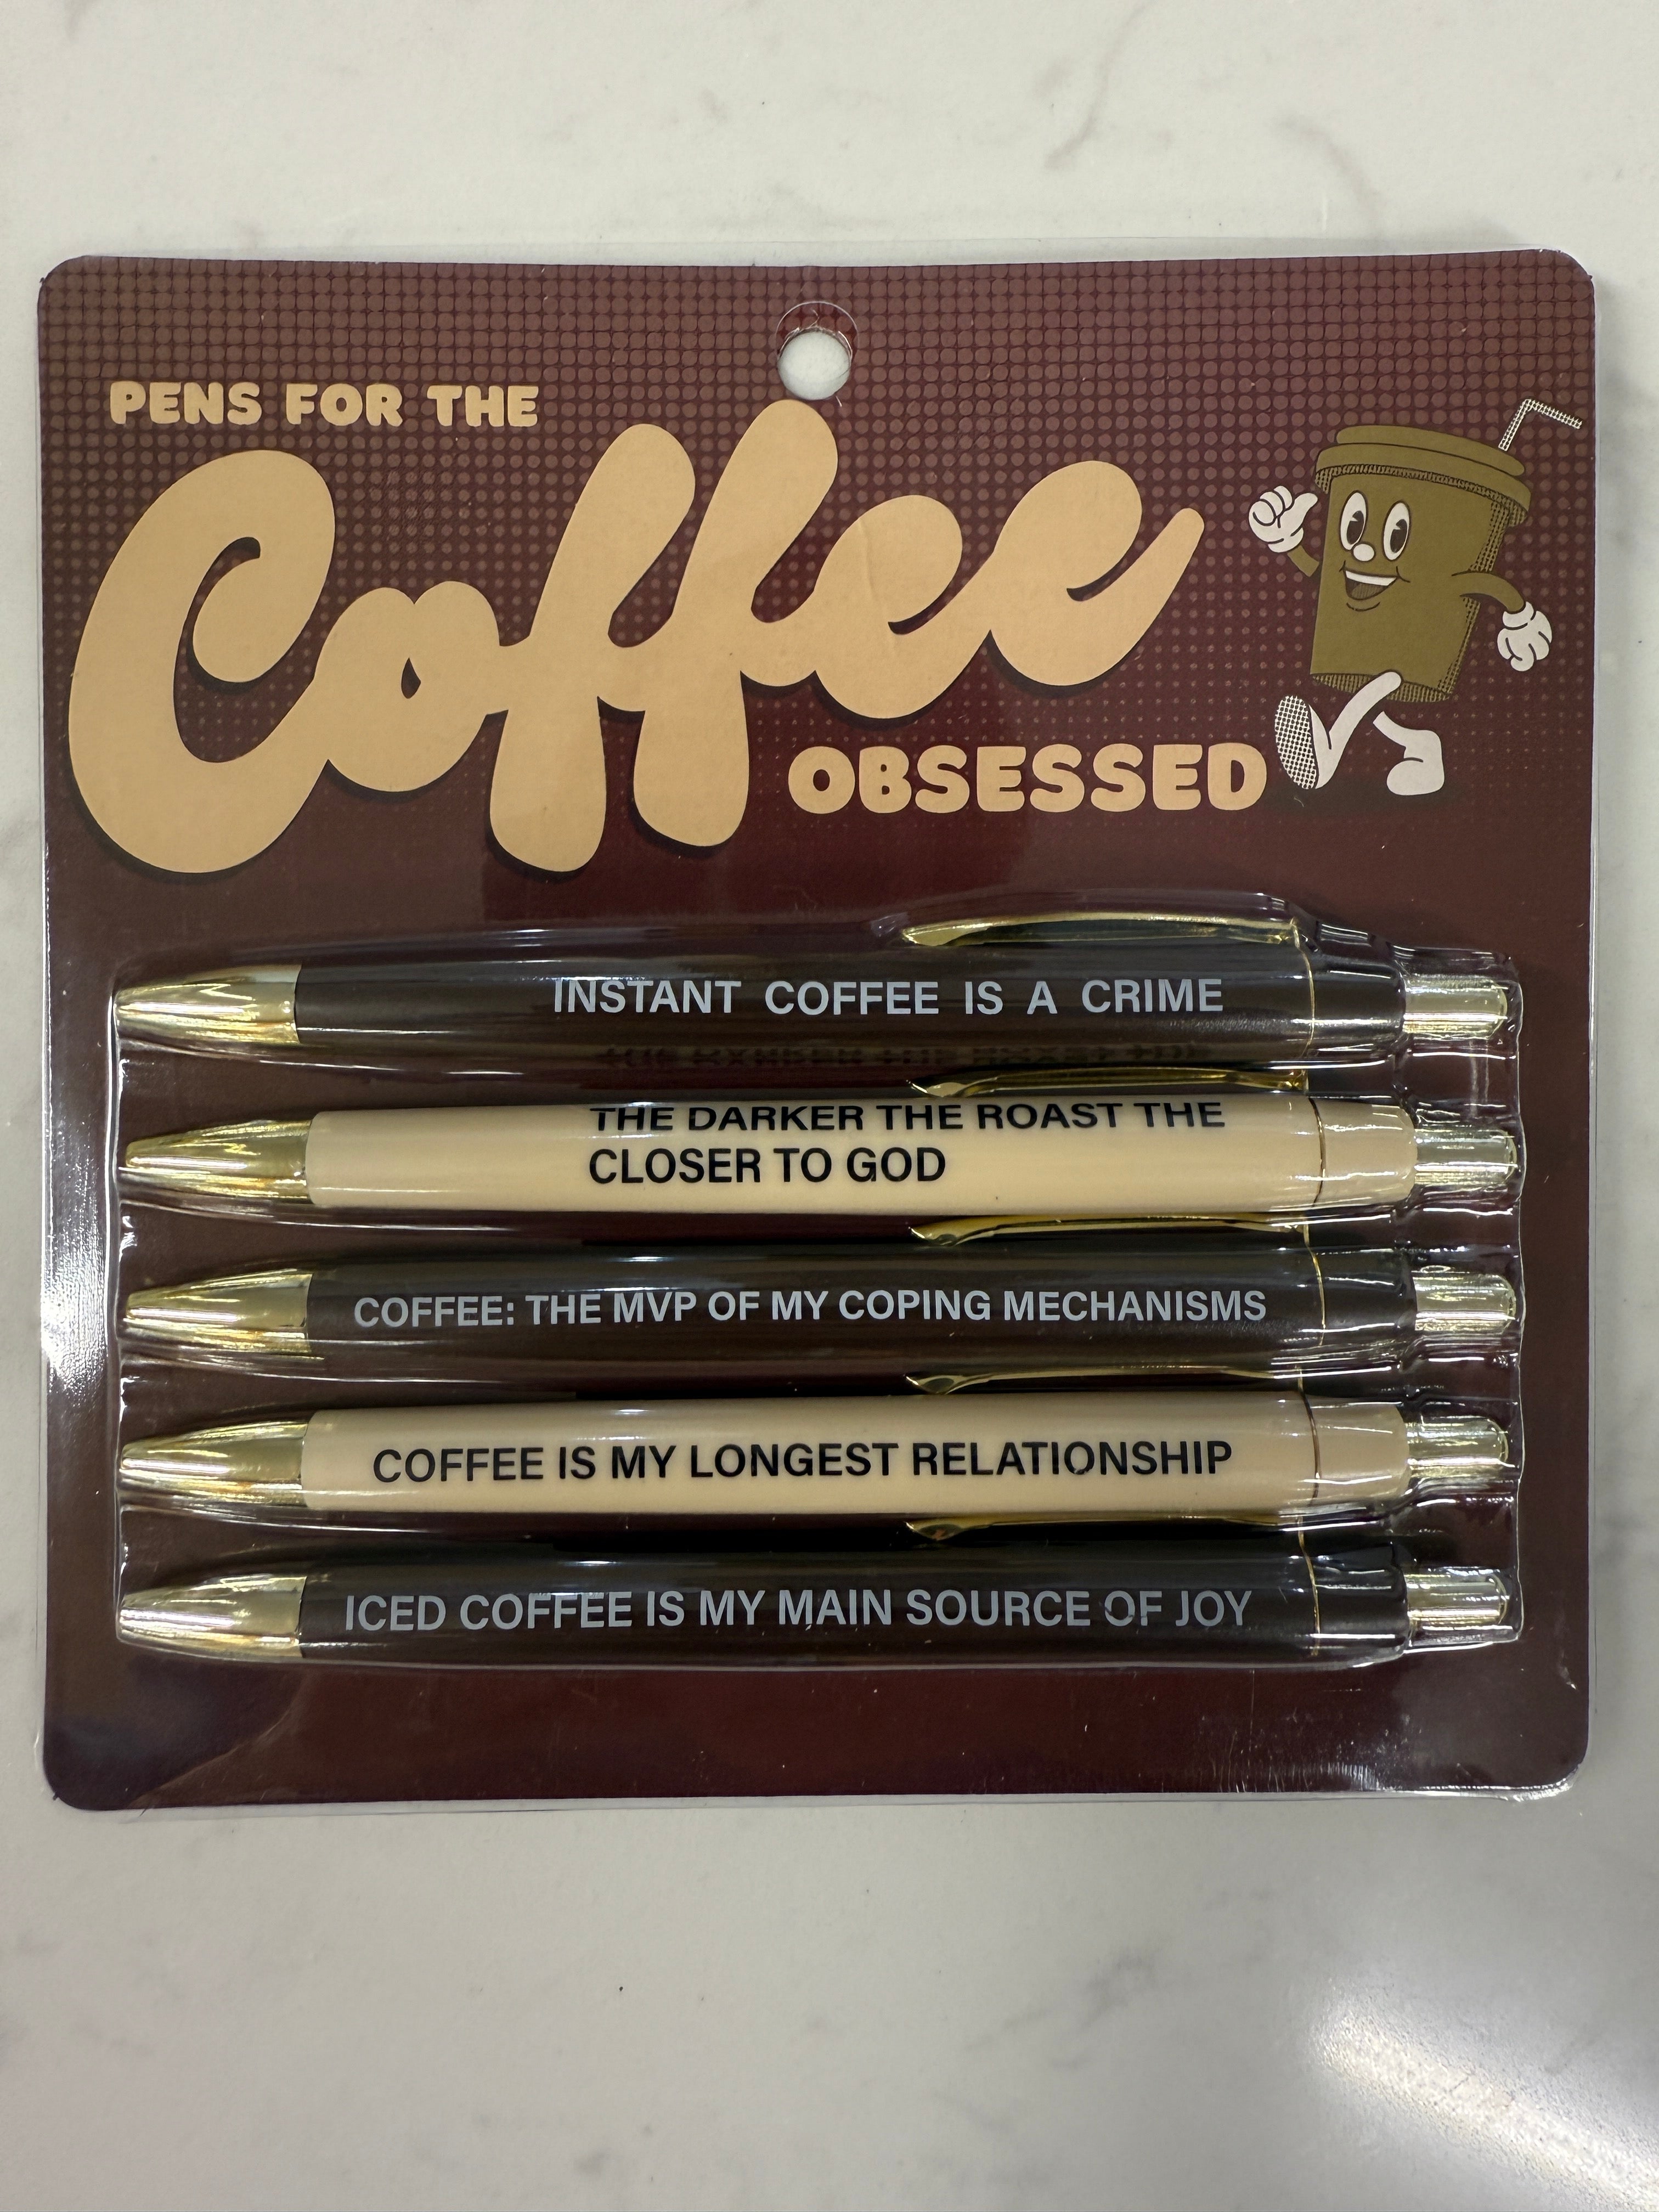 PENS FOR THE
Coffee
OBSESSED
INSTANT COFFEE IS A CRIME
THE DARKER THE ROAST THE
CLOSER TO GOD
COFFEE: THE MVP OF MY COPING MECHANISMS
COFFEE IS MY LONGEST RELATIONSHIP
ICED COFFEE IS MY MAIN SOURCE OF JOY